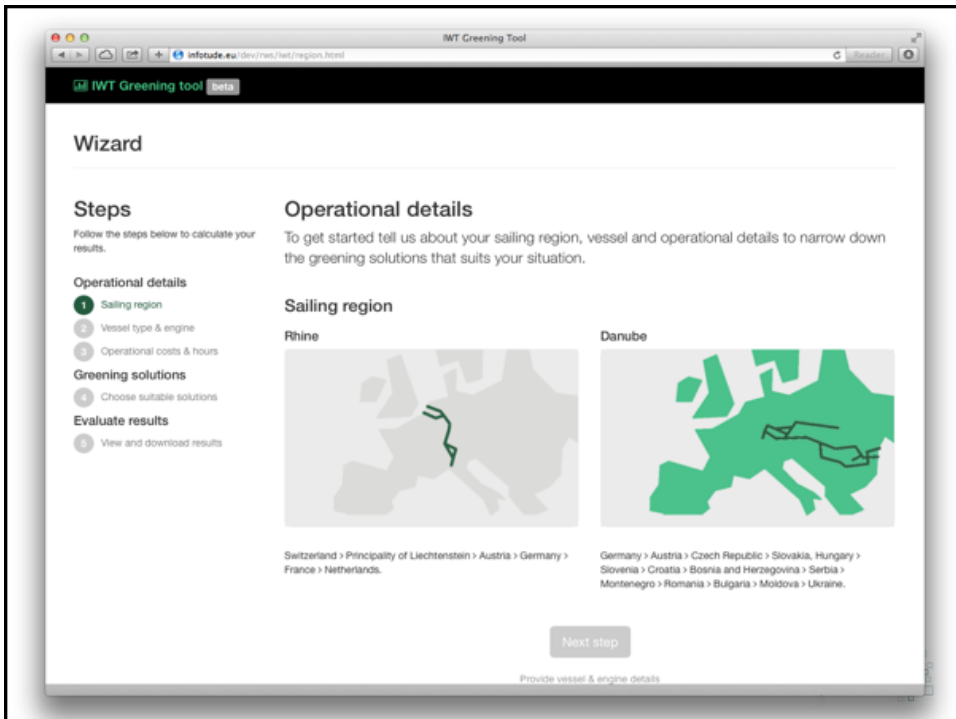 IWT Greening Tool
infotude.eu/dev/rws/iwt/region.html
Reader
IWT Greening tool beta
Wizard
Steps
Follow the steps below to calculate your
results.
Operational details
1 Sailing region
2 Vessel type & engine
3 Operational costs & hours
Greening solutions
4 Choose suitable solutions
Evaluate results
5 View and download results
Operational details
To get started tell us about your sailing region, vessel and operational details to narrow down
the greening solutions that suits your situation.
Sailing region
Rhine
Switzerland > Principality of Liechtenstein > Austria > Germany >
France > Netherlands.
Danube
Germany > Austria > Czech Republic > Slovakia, Hungary >
Slovenia > Croatia > Bosnia and Herzegovina > Serbia >
Montenegro > Romania > Bulgaria > Moldova > Ukraine.
Next step
Provide vessel & engine details